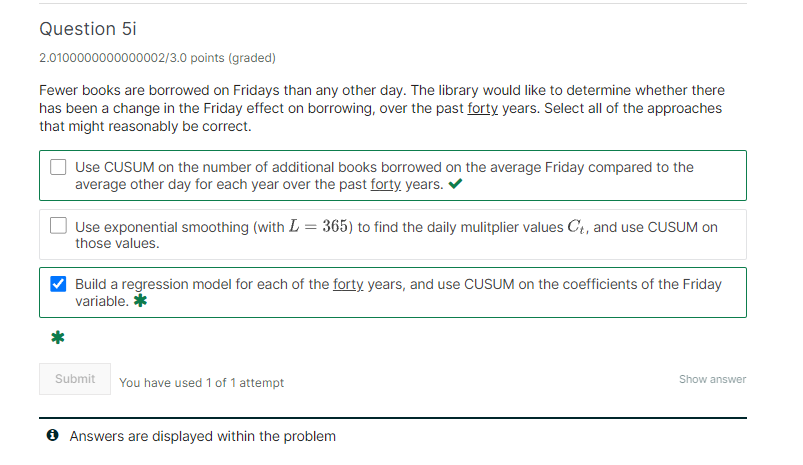 Question 5i
2.0100000000000002/3.0 points (graded)
Fewer books are borrowed on Fridays than any other day. The library would like to determine whether there
has been a change in the Friday effect on borrowing, over the past forty years. Select all of the approaches
that might reasonably be correct.
Use CUSUM on the number of additional books borrowed on the average Friday compared to the
average other day for each year over the past forty years.
Use exponential smoothing (with L = 365) to find the daily mulitplier values Cₜ, and use CUSUM on
those values.
Build a regression model for each of the forty years, and use CUSUM on the coefficients of the Friday
variable.
Submit
You have used 1 of 1 attempt
Show answer
Answers are displayed within the problem